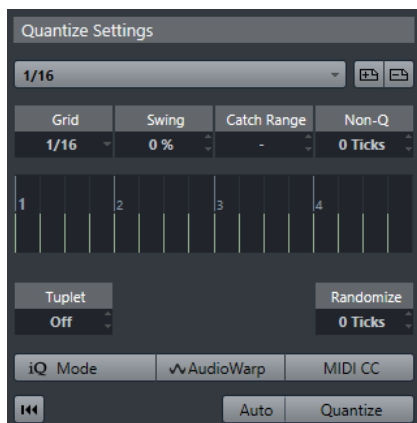 Quantize Settings
1/16
Grid Swing Catch Range Non-Q
1/16 0 % - 0 Ticks
1 2 3 4
Tuplet Randomize
Off 0 Ticks
iQ Mode AudioWarp MIDI CC
Auto Quantize